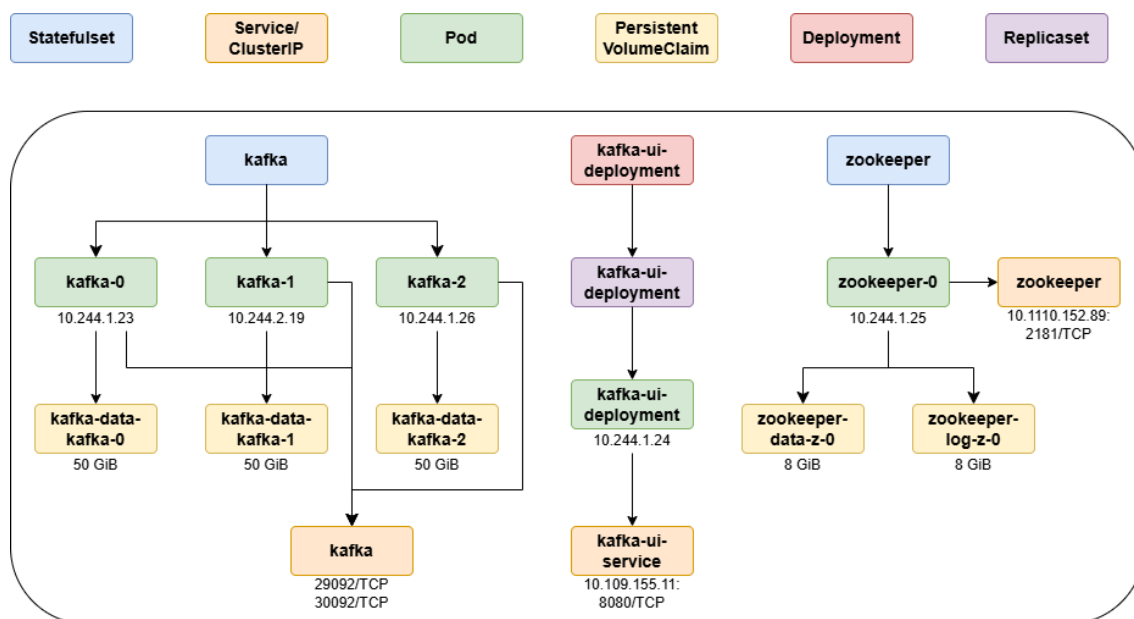 Statefulset
Service/
ClusterIP
Pod
Persistent
VolumeClaim
Deployment
Replicaset
kafka
kafka-ui-
deployment
zookeeper
kafka-0
10.244.1.23
kafka-1
10.244.2.19
kafka-2
10.244.1.26
kafka-ui-
deployment
zookeeper-0
10.244.1.25
zookeeper
10.1110.152.89:
2181/TCP
kafka-data-
kafka-0
50 GiB
kafka-data-
kafka-1
50 GiB
kafka-data-
kafka-2
50 GiB
kafka-ui-
deployment
10.244.1.24
zookeeper-
data-z-0
8 GiB
zookeeper-
log-z-0
8 GiB
kafka
29092/TCP
30092/TCP
kafka-ui-
service
10.109.155.11:
8080/TCP